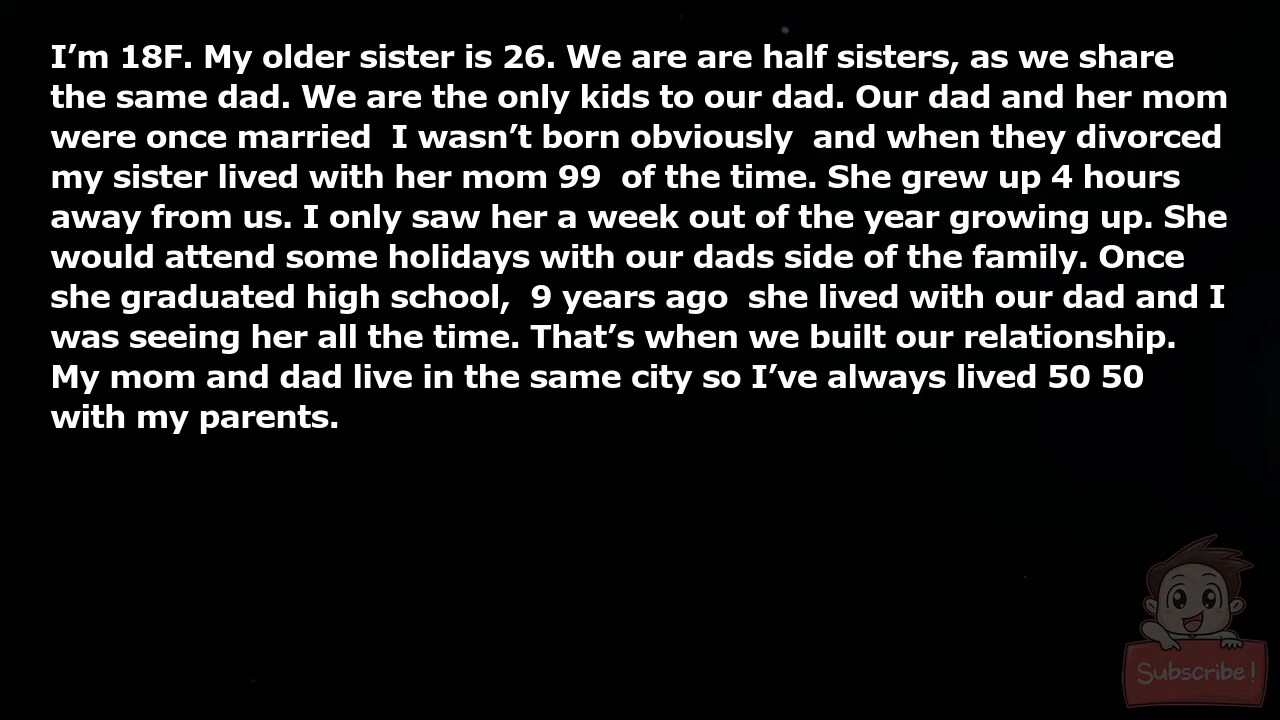 I’m 18F. My older sister is 26. We are are half sisters, as we share
the same dad. We are the only kids to our dad. Our dad and her mom
were once married  I wasn’t born obviously  and when they divorced
my sister lived with her mom 99  of the time. She grew up 4 hours
away from us. I only saw her a week out of the year growing up. She
would attend some holidays with our dads side of the family. Once
she graduated high school,  9 years ago  she lived with our dad and I
was seeing her all the time. That’s when we built our relationship.
My mom and dad live in the same city so I’ve always lived 50 50
with my parents.
Subscribe!